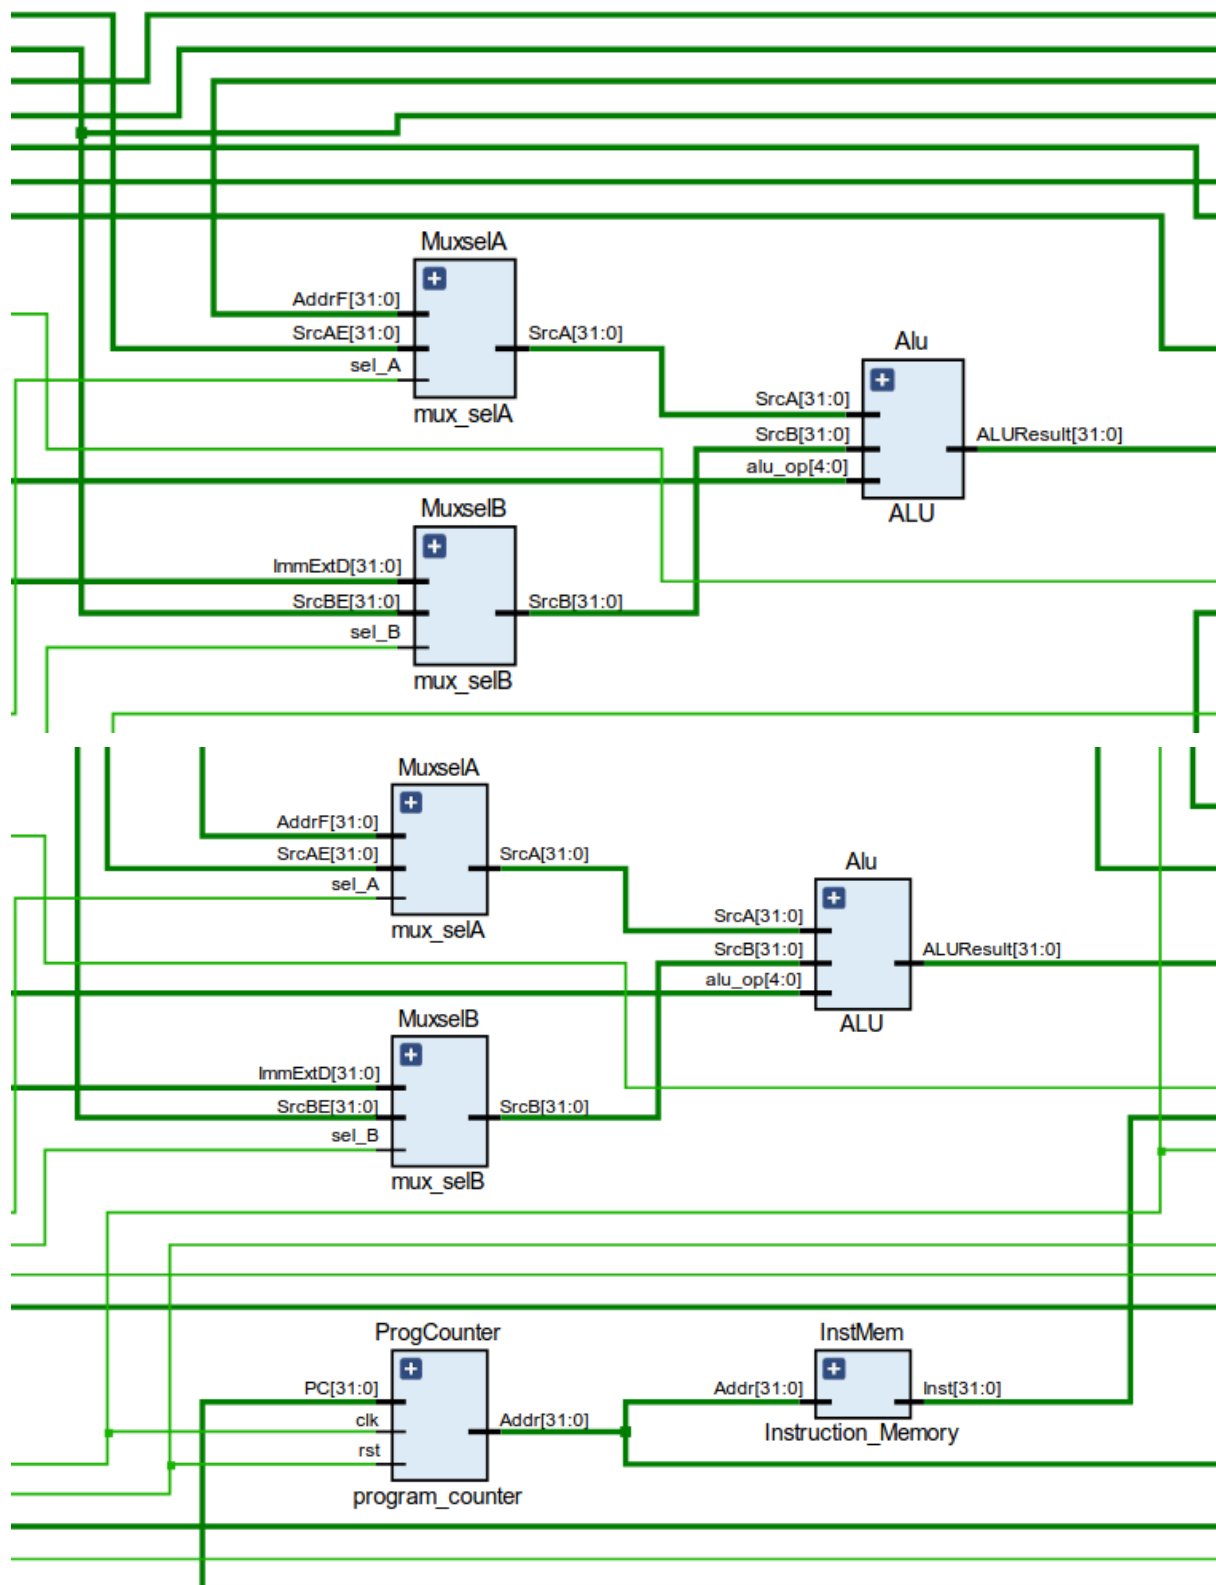 MuxselA
AddrF[31:0]
SrcAE[31:0]
sel_A
SrcA[31:0]
mux_selA
Alu
SrcA[31:0]
SrcB[31:0]
alu_op[4:0]
ALUResult[31:0]
ALU
MuxselB
ImmExtD[31:0]
SrcBE[31:0]
sel_B
SrcB[31:0]
mux_selB
MuxselA
AddrF[31:0]
SrcAE[31:0]
sel_A
SrcA[31:0]
mux_selA
Alu
SrcA[31:0]
SrcB[31:0]
alu_op[4:0]
ALUResult[31:0]
ALU
MuxselB
ImmExtD[31:0]
SrcBE[31:0]
sel_B
SrcB[31:0]
mux_selB
ProgCounter
PC[31:0]
clk
rst
Addr[31:0]
program_counter
InstMem
Addr[31:0]
Inst[31:0]
Instruction_Memory